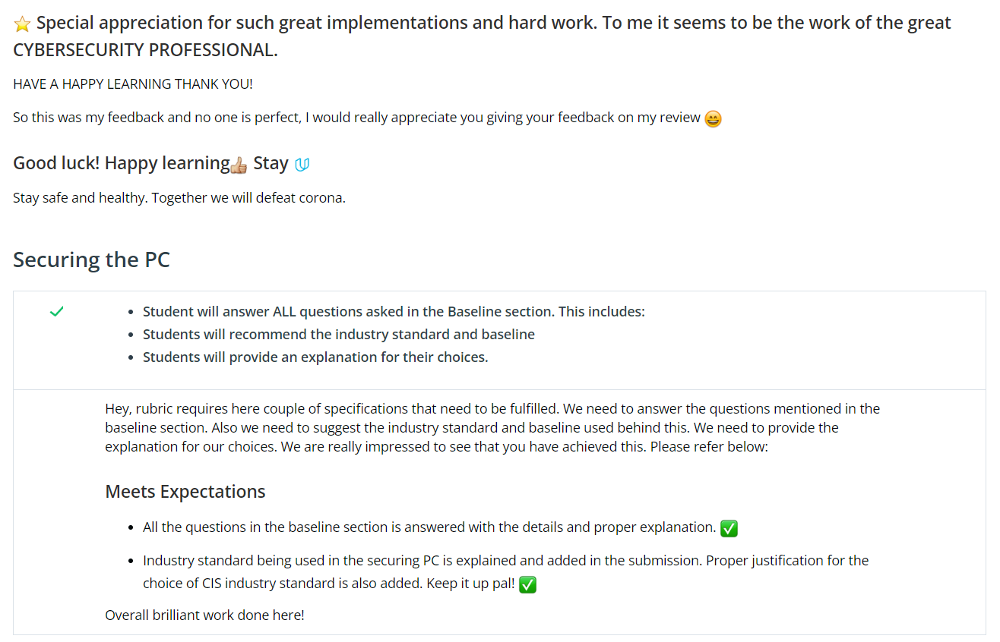 ⭐ Special appreciation for such great implementations and hard work. To me it seems to be the work of the great
CYBERSECURITY PROFESSIONAL.
HAVE A HAPPY LEARNING THANK YOU!
So this was my feedback and no one is perfect, I would really appreciate you giving your feedback on my review 😄
Good luck! Happy learning👍🏼 Stay
Stay safe and healthy. Together we will defeat corona.
Securing the PC
• Student will answer ALL questions asked in the Baseline section. This includes:
• Students will recommend the industry standard and baseline
• Students will provide an explanation for their choices.
Hey, rubric requires here couple of specifications that need to be fulfilled. We need to answer the questions mentioned in the
baseline section. Also we need to suggest the industry standard and baseline used behind this. We need to provide the
explanation for our choices. We are really impressed to see that you have achieved this. Please refer below:
Meets Expectations
• All the questions in the baseline section is answered with the details and proper explanation. ✅
• Industry standard being used in the securing PC is explained and added in the submission. Proper justification for the
choice of CIS industry standard is also added. Keep it up pal! ✅
Overall brilliant work done here!